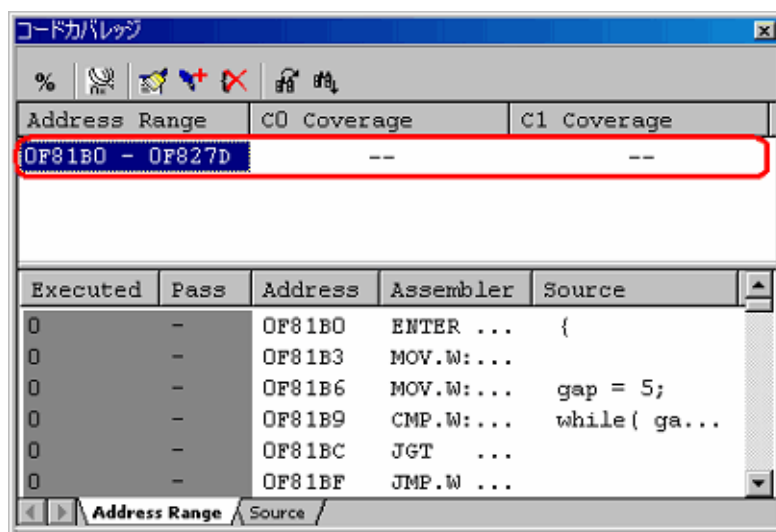 コードカバレッジ
%
Address Range C0 Coverage C1 Coverage
0F81B0 - 0F827D -- --
Executed Pass Address Assembler Source
0 - 0F81B0 ENTER ... {
0 - 0F81B3 MOV.W:...
0 - 0F81B6 MOV.W:... gap = 5;
0 - 0F81B9 CMP.W:... while( ga...
0 - 0F81BC JGT ...
0 - 0F81BF JMP.W ...
Address Range Source